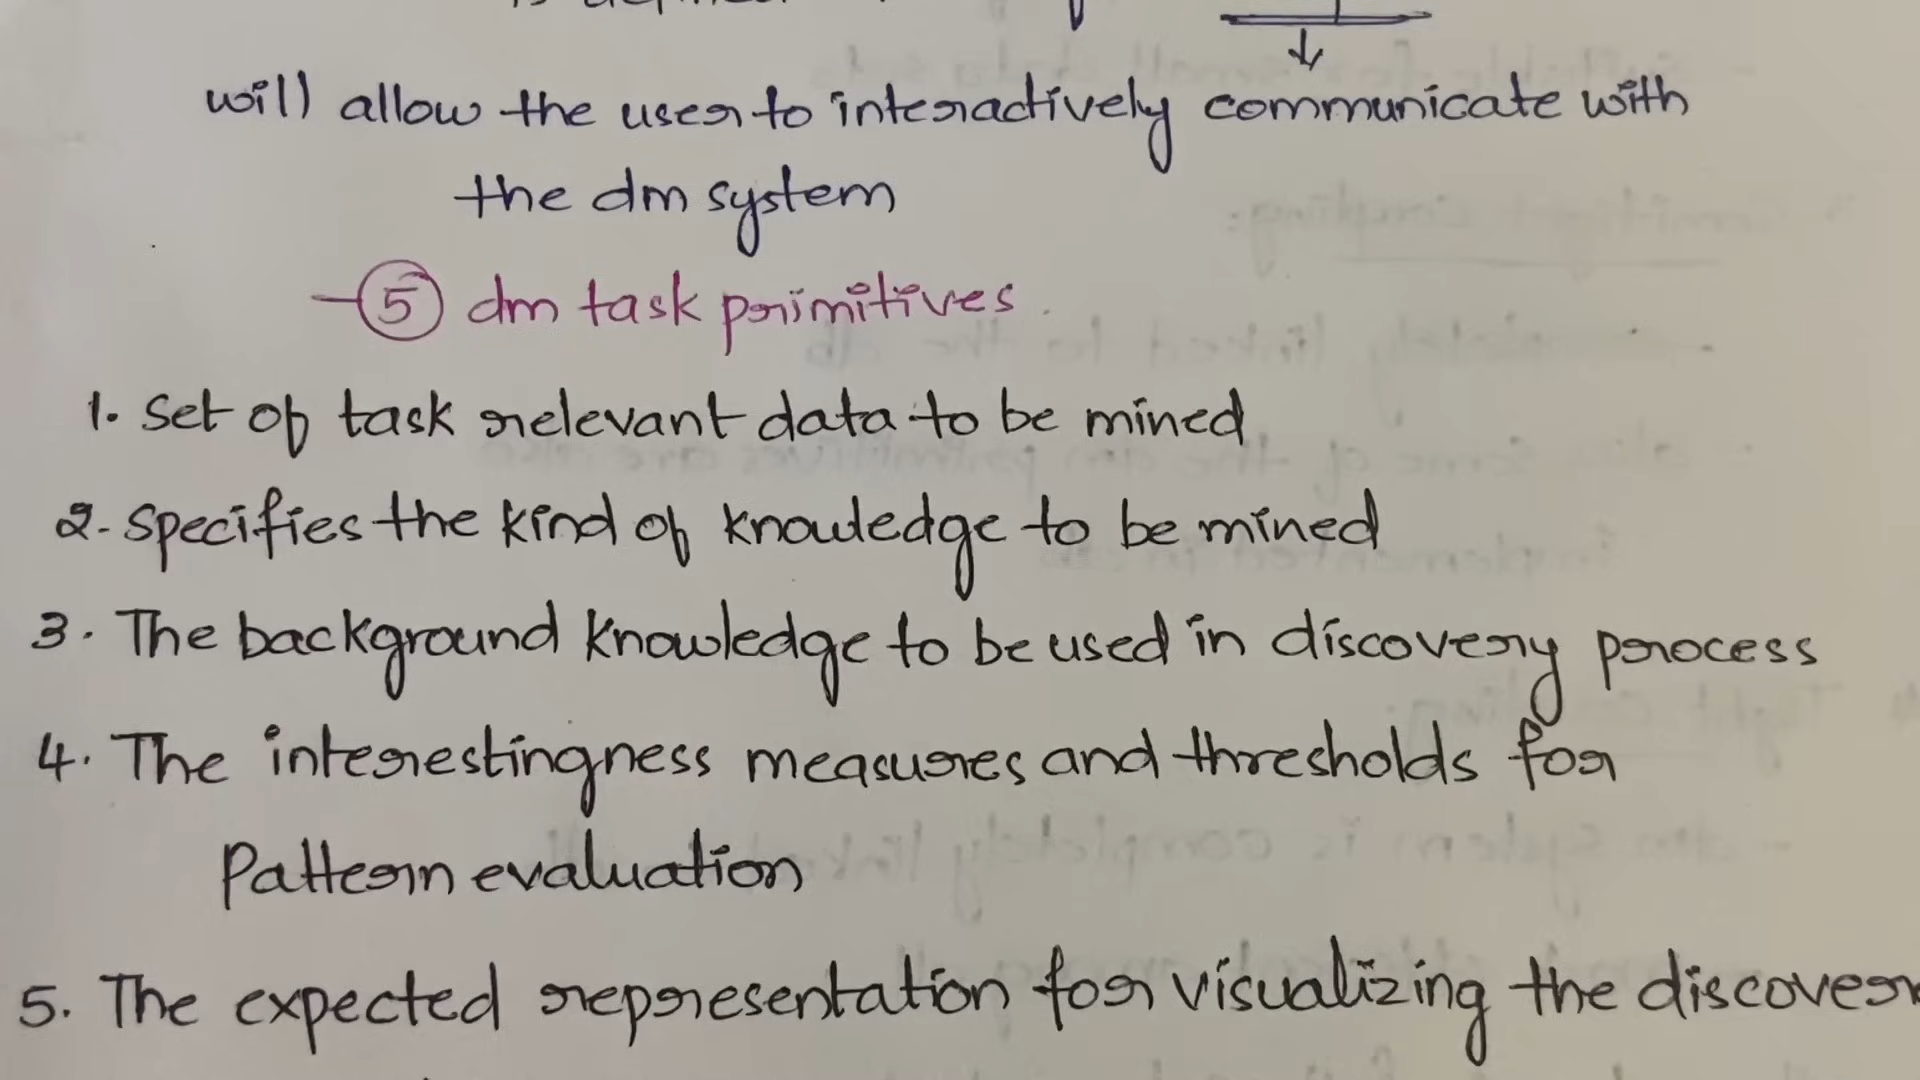 is defined
will allow the user to interactively communicate with
the dm system
- 5 dm task primitives.
1. Set of task relevant data to be mined
2. Specifies the kind of knowledge to be mined
3. The background knowledge to be used in discovery process
4. The interestingness measures and thresholds for
Pattern evaluation
5. The expected representation for visualizing the discover